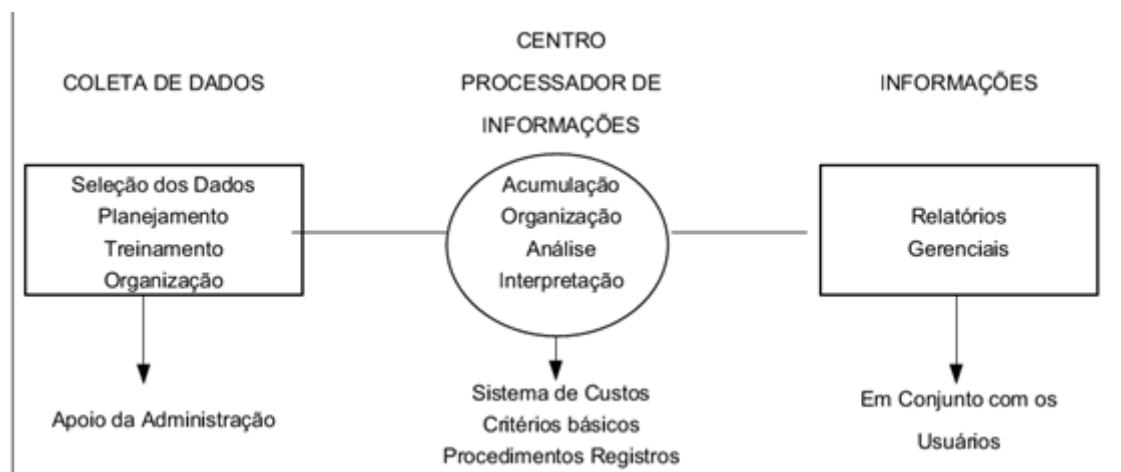 COLETA DE DADOS
Seleção dos Dados
Planejamento
Treinamento
Organização
Apoio da Administração
CENTRO
PROCESSADOR DE
INFORMAÇÕES
Acumulação
Organização
Análise
Interpretação
Sistema de Custos
Critérios básicos
Procedimentos Registros
INFORMAÇÕES
Relatórios
Gerenciais
Em Conjunto com os
Usuários